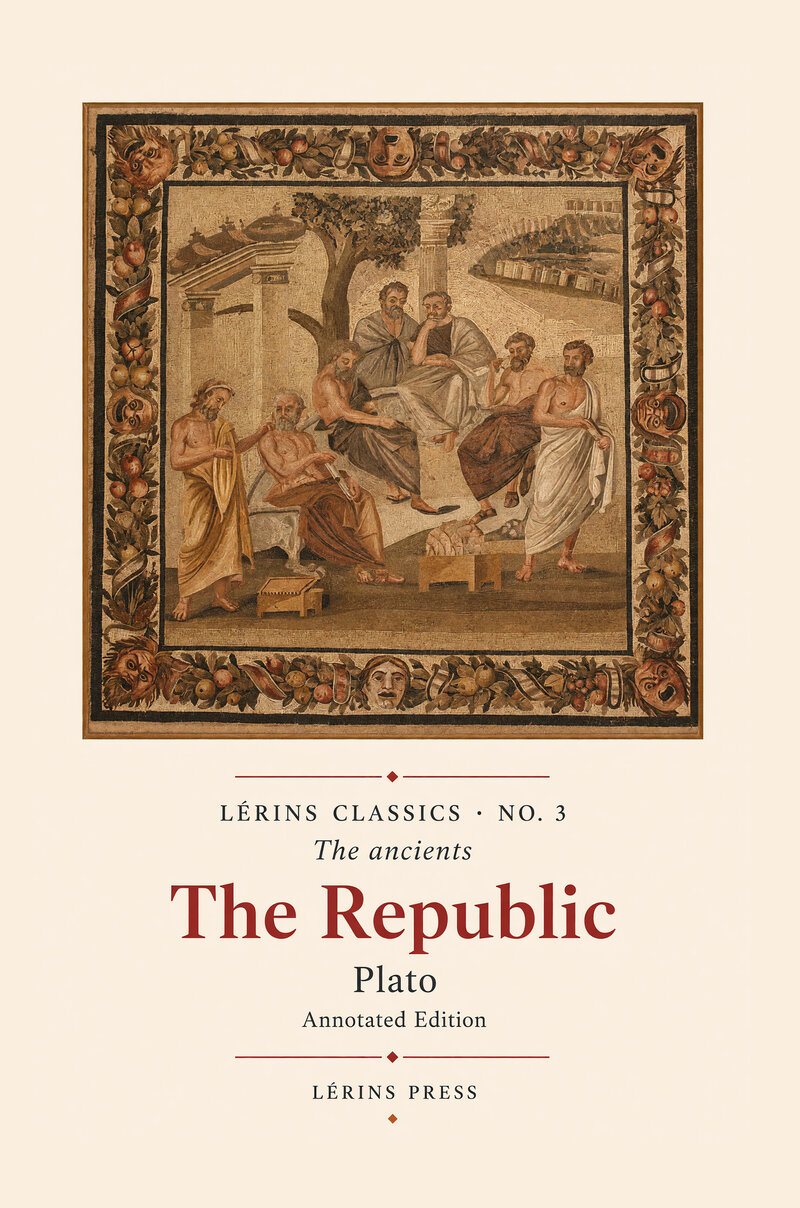 LÉRINS CLASSICS · NO. 3
The ancients
The Republic
Plato
Annotated Edition
LÉRINS PRESS